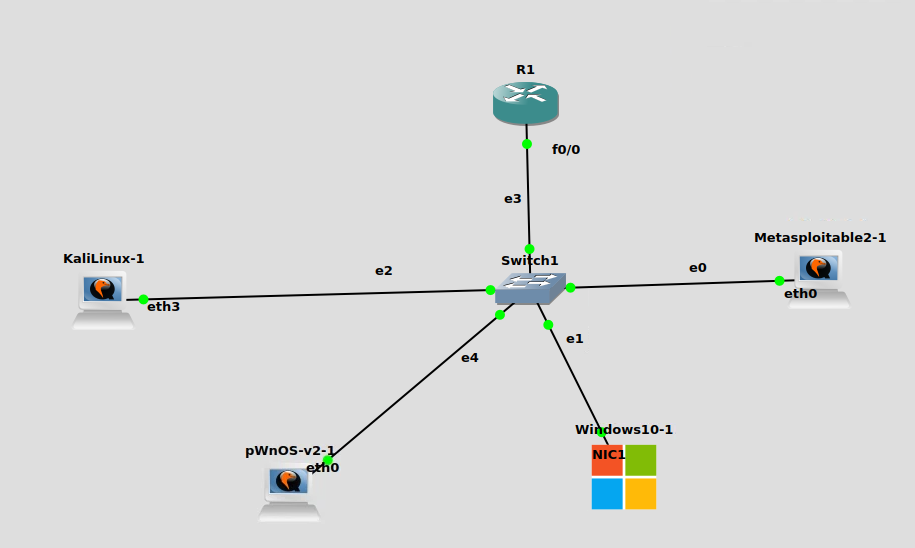 R1
f0/0
e3
Metasploitable2-1
KaliLinux-1
Switch1
e2
e0
eth3
eth0
e1
e4
Windows10-1
pWnOS-v2-1
NIC1
eth0